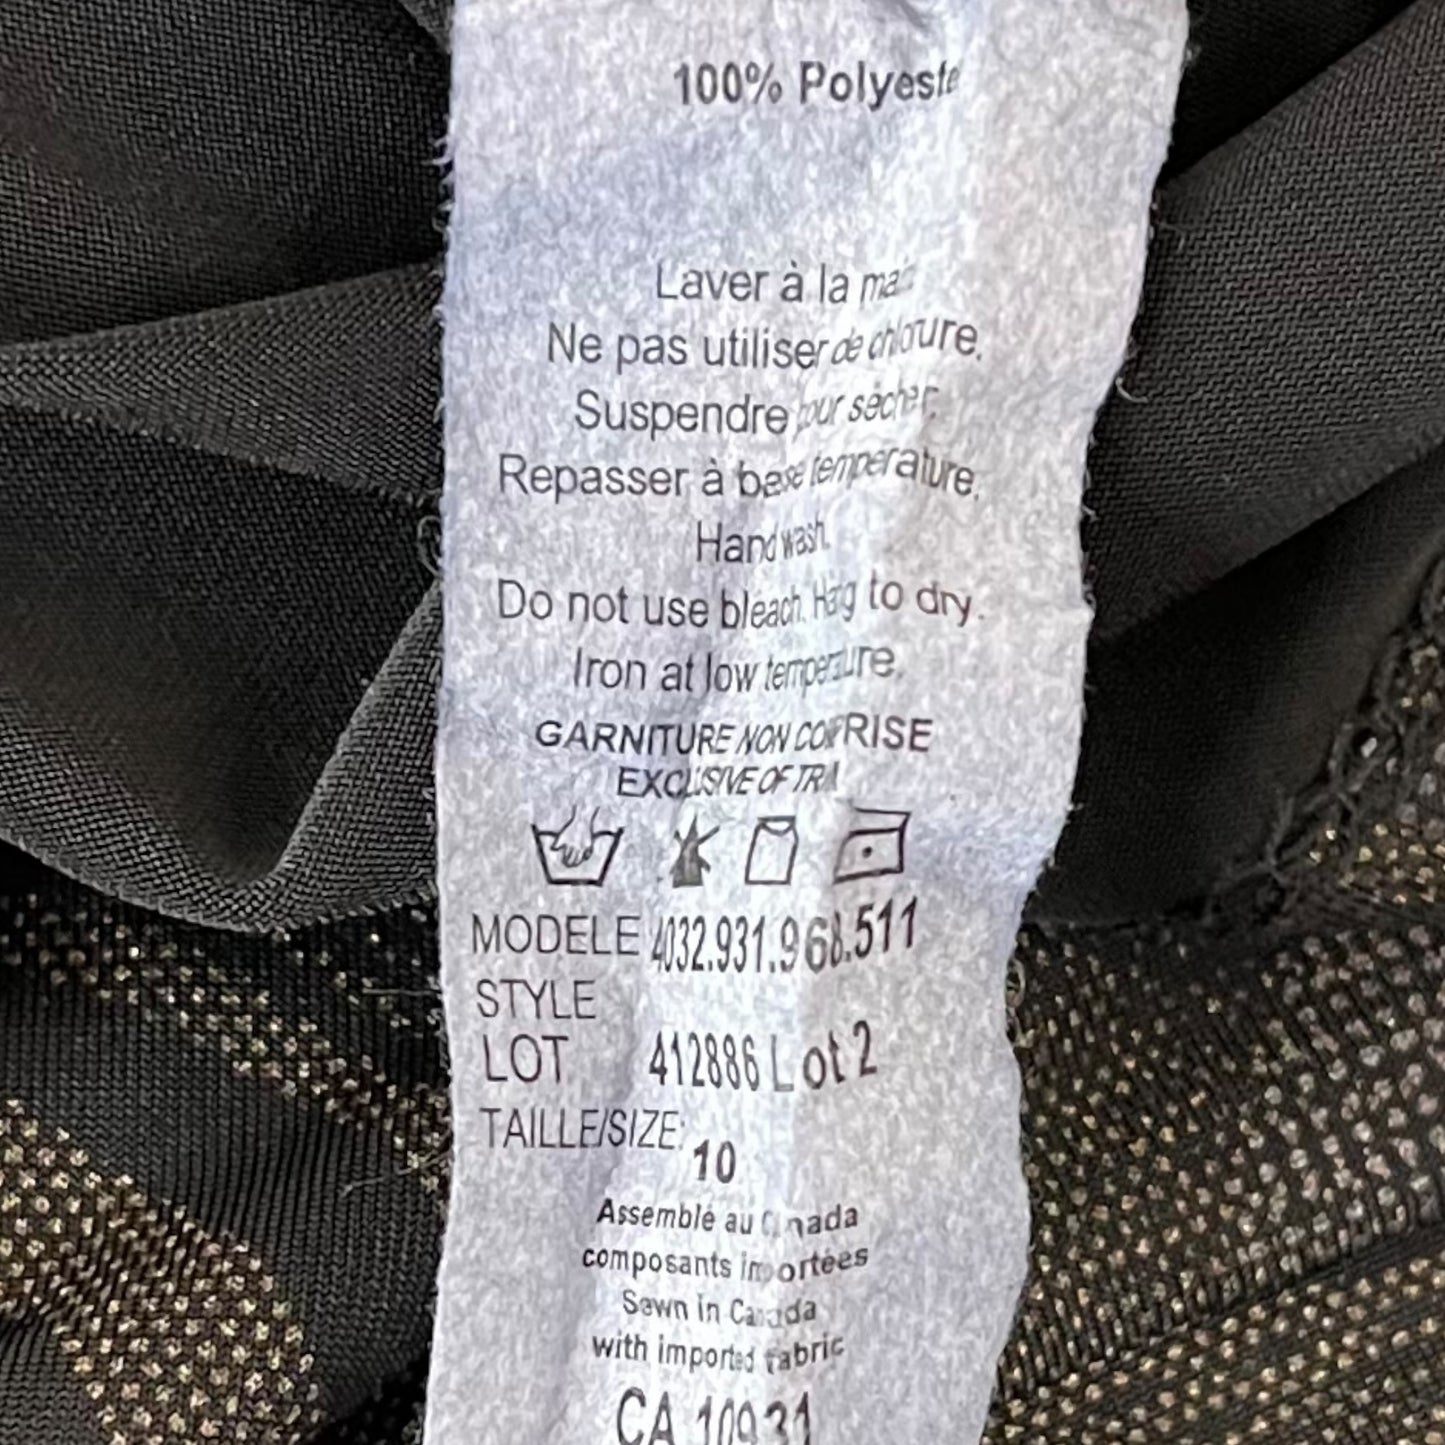 100% Polyeste
Laver à la mai
Ne pas utiliser de chlorure.
Suspendre pour sécher.
Repasser à base temperature.
Hand wash.
Do not use bleach. Hang to dry.
Iron at low temperature.
GARNITURE NON COMPRISE
EXCLUSIVE OF TRIM
MODELE 4032.931.968.511
STYLE
LOT 412886 Lot 2
TAILLE/SIZE: 10
Assemblé au Canada
composants importées
Sewn in Canada
with imported fabric
CA 10931